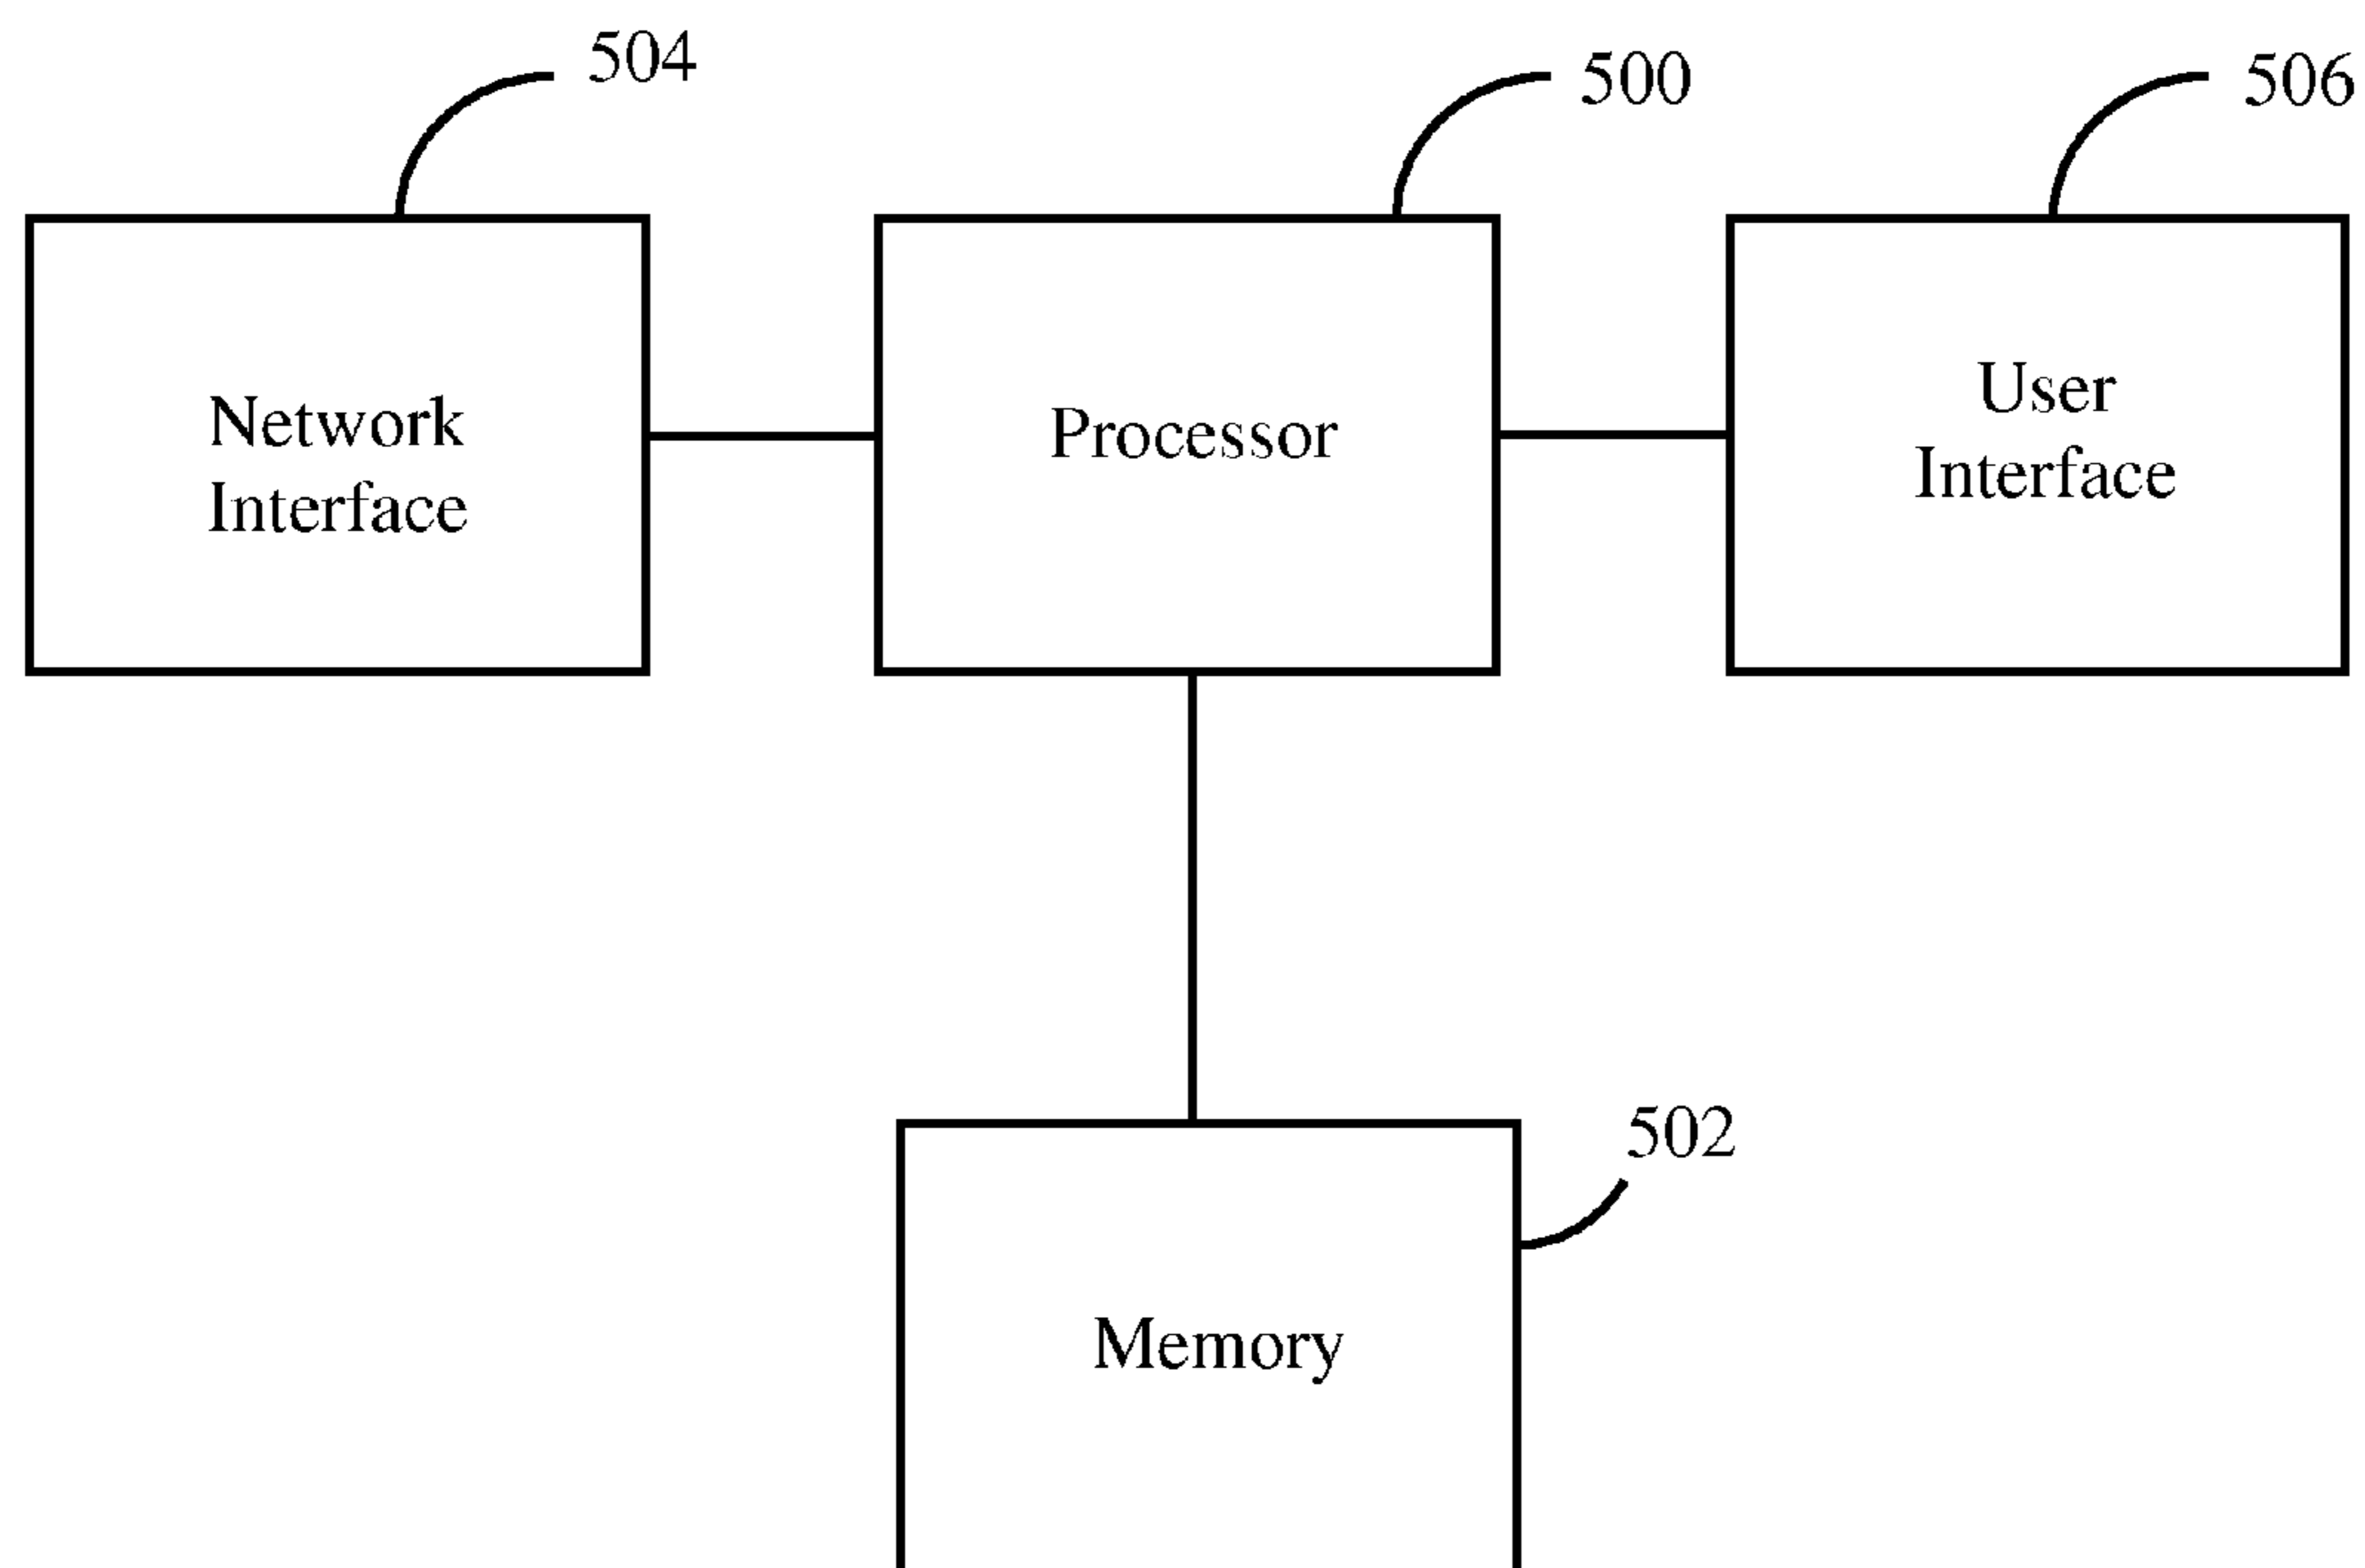 504
500
506
Network
Interface
Processor
User
Interface
502
Memory